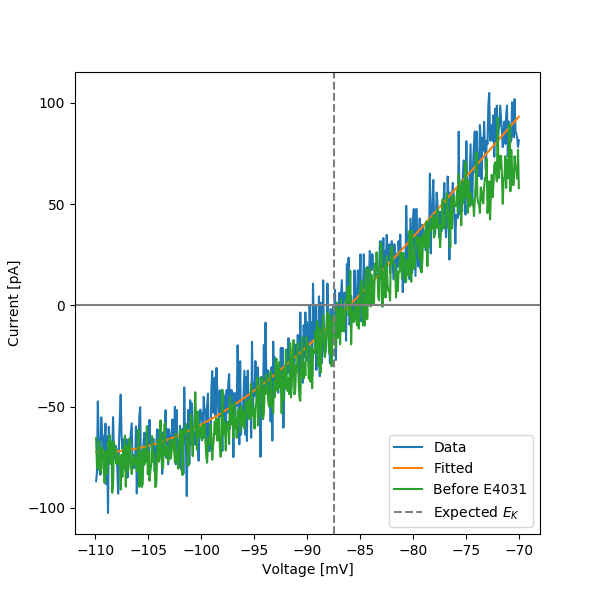 100
50
0
−50
−100
Current [pA]
−110 −105 −100 −95 −90 −85 −80 −75 −70
Voltage [mV]
Data
Fitted
Before E4031
Expected E_K